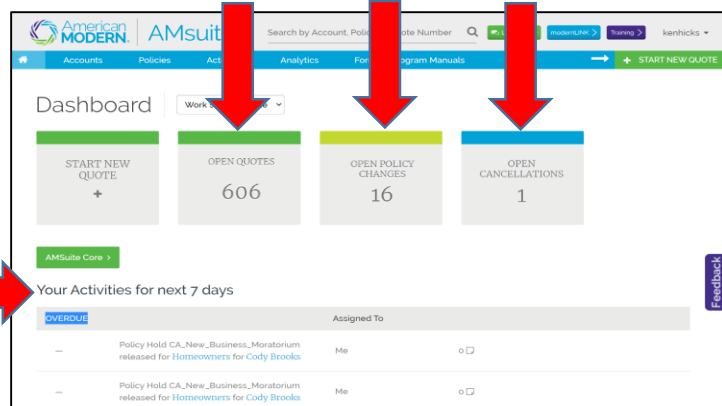 American
MODERN. AMsuit
Search by Account, Polic ote Number
modernLINK > Training > kenhicks
Accounts Policies Act Analytics For ogram Manuals + START NEW QUOTE
Dashboard Work s e
START NEW
QUOTE
+
OPEN QUOTES
606
OPEN POLICY
CHANGES
16
OPEN
CANCELLATIONS
1
AMSuite Core >
Feedback
Your Activities for next 7 days
OVERDUE Assigned To
— Policy Hold CA_New_Business_Moratorium Me 0
released for Homeowners for Cody Brooks
— Policy Hold CA_New_Business_Moratorium Me 0
released for Homeowners for Cody Brooks